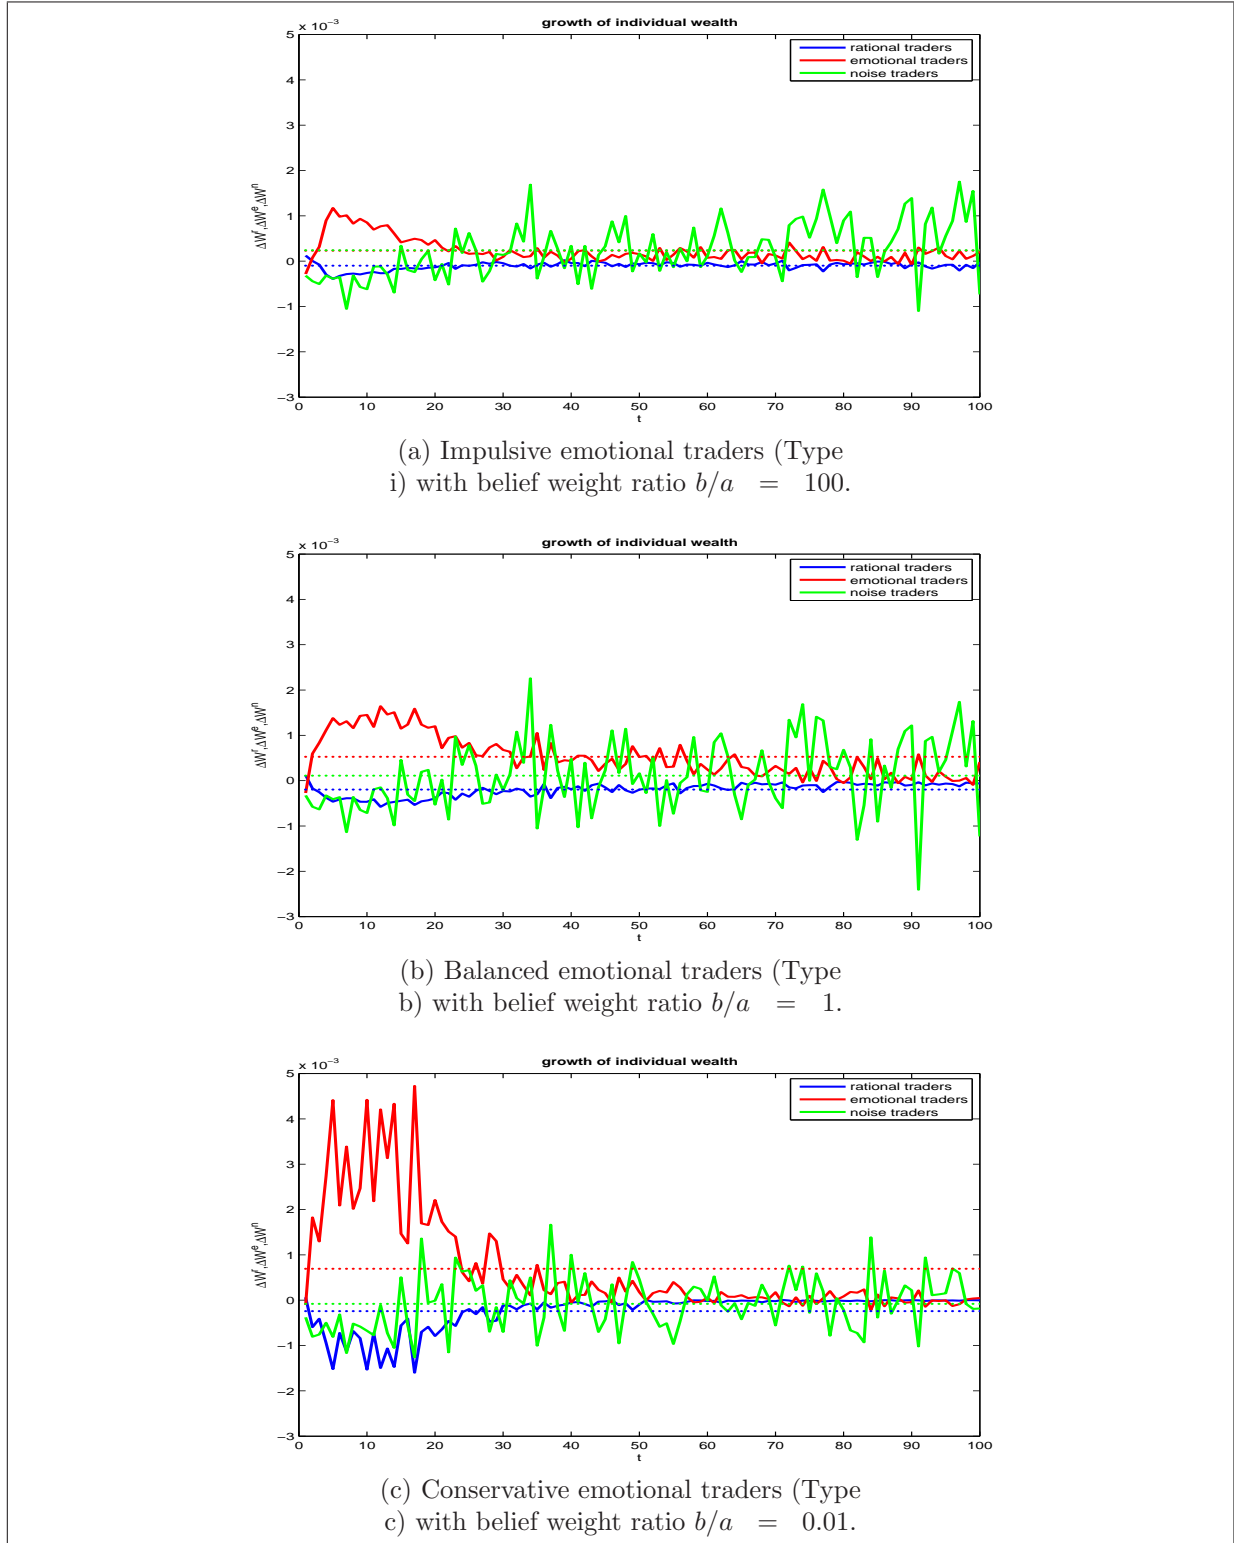 growth of individual wealth
× 10⁻³
5
4
3
2
1
0
−1
−2
−3
ΔWʳ,ΔWᵉ,ΔWⁿ
rational traders
emotional traders
noise traders
0 10 20 30 40 50 60 70 80 90 100
t
(a) Impulsive emotional traders (Type
i) with belief weight ratio b/a = 100.
growth of individual wealth
× 10⁻³
5
4
3
2
1
0
−1
−2
−3
ΔWʳ,ΔWᵉ,ΔWⁿ
rational traders
emotional traders
noise traders
0 10 20 30 40 50 60 70 80 90 100
t
(b) Balanced emotional traders (Type
b) with belief weight ratio b/a = 1.
growth of individual wealth
× 10⁻³
5
4
3
2
1
0
−1
−2
−3
ΔWʳ,ΔWᵉ,ΔWⁿ
rational traders
emotional traders
noise traders
0 10 20 30 40 50 60 70 80 90 100
t
(c) Conservative emotional traders (Type
c) with belief weight ratio b/a = 0.01.